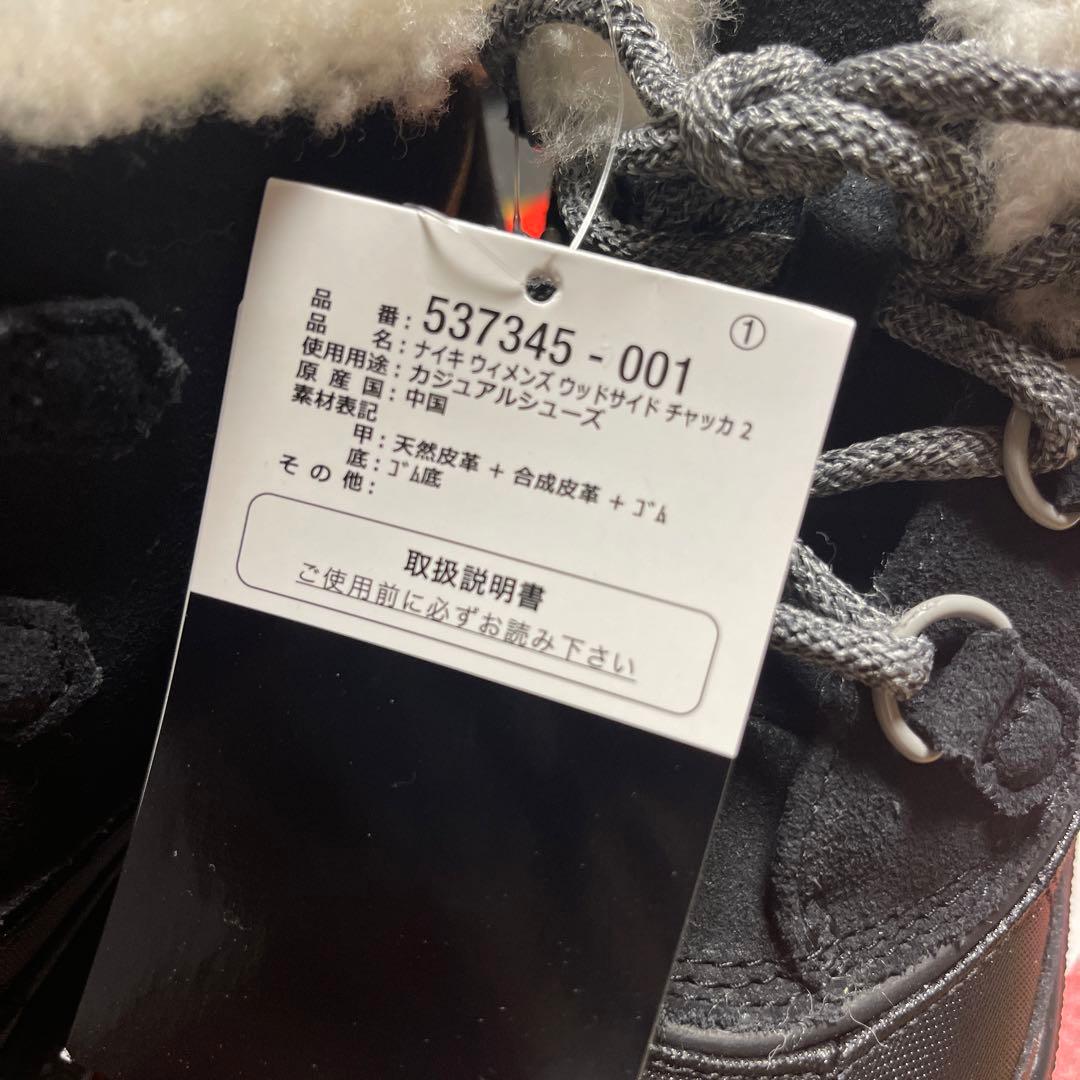 ①
品番: 537345 - 001
品名: ナイキ ウィメンズ ウッドサイド チャッカ 2
使用用途: カジュアルシューズ
原産国: 中国
素材表記
甲: 天然皮革 + 合成皮革 + ｺﾞﾑ
底: ｺﾞﾑ底
その他:
取扱説明書
ご使用前に必ずお読み下さい